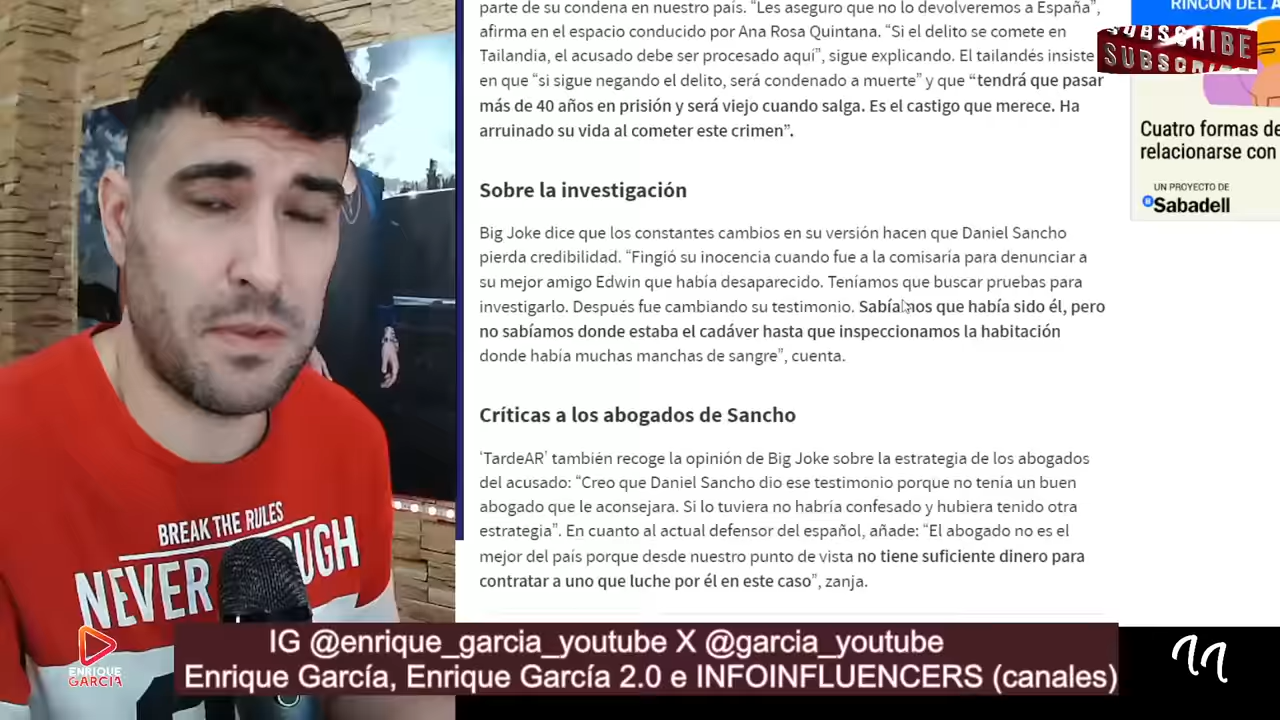 parte de su condena en nuestro país. “Les aseguro que no lo devolveremos a España”,
afirma en el espacio conducido por Ana Rosa Quintana. “Si el delito se comete en
Tailandia, el acusado debe ser procesado aquí”, sigue explicando. El tailandés insiste
en que “si sigue negando el delito, será condenado a muerte” y que “tendrá que pasar
más de 40 años en prisión y será viejo cuando salga. Es el castigo que merece. Ha
arruinado su vida al cometer este crimen”.
Sobre la investigación
Big Joke dice que los constantes cambios en su versión hacen que Daniel Sancho
pierda credibilidad. “Fingió su inocencia cuando fue a la comisaría para denunciar a
su mejor amigo Edwin que había desaparecido. Teníamos que buscar pruebas para
investigarlo. Después fue cambiando su testimonio. Sabíamos que había sido él, pero
no sabíamos donde estaba el cadáver hasta que inspeccionamos la habitación
donde había muchas manchas de sangre”, cuenta.
Críticas a los abogados de Sancho
‘TardeAR’ también recoge la opinión de Big Joke sobre la estrategia de los abogados
del acusado: “Creo que Daniel Sancho dio ese testimonio porque no tenía un buen
abogado que le aconsejara. Si lo tuviera no habría confesado y hubiera tenido otra
estrategia”. En cuanto al actual defensor del español, añade: “El abogado no es el
mejor del país porque desde nuestro punto de vista no tiene suficiente dinero para
contratar a uno que luche por él en este caso”, zanja.
RINCÓN DEL A
SUBSCRIBE
SUBSCRIBE
Cuatro formas de
relacionarse con
UN PROYECTO DE
Sabadell
BREAK THE RULES
NEVER OUGH
ENRIQUE
GARCÍA
IG @enrique_garcia_youtube X @garcia_youtube
Enrique García, Enrique García 2.0 e INFOINFLUENCERS (canales)